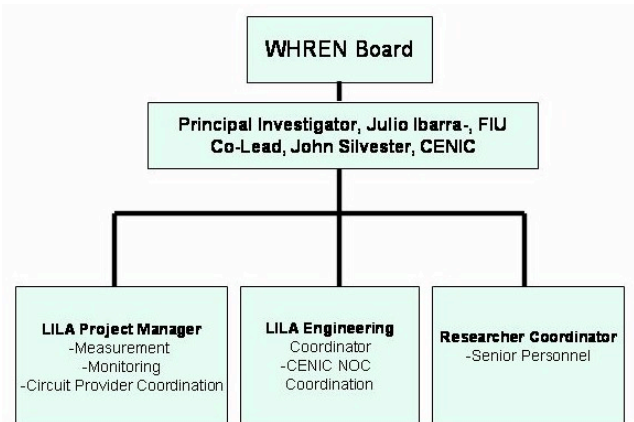 WHREN Board
Principal Investigator, Julio Ibarra-, FIU
Co-Lead, John Silvester, CENIC
LILA Project Manager
-Measurement
-Monitoring
-Circuit Provider Coordination
LILA Engineering
Coordinator
-CENIC NOC
Coordination
Researcher Coordinator
-Senior Personnel